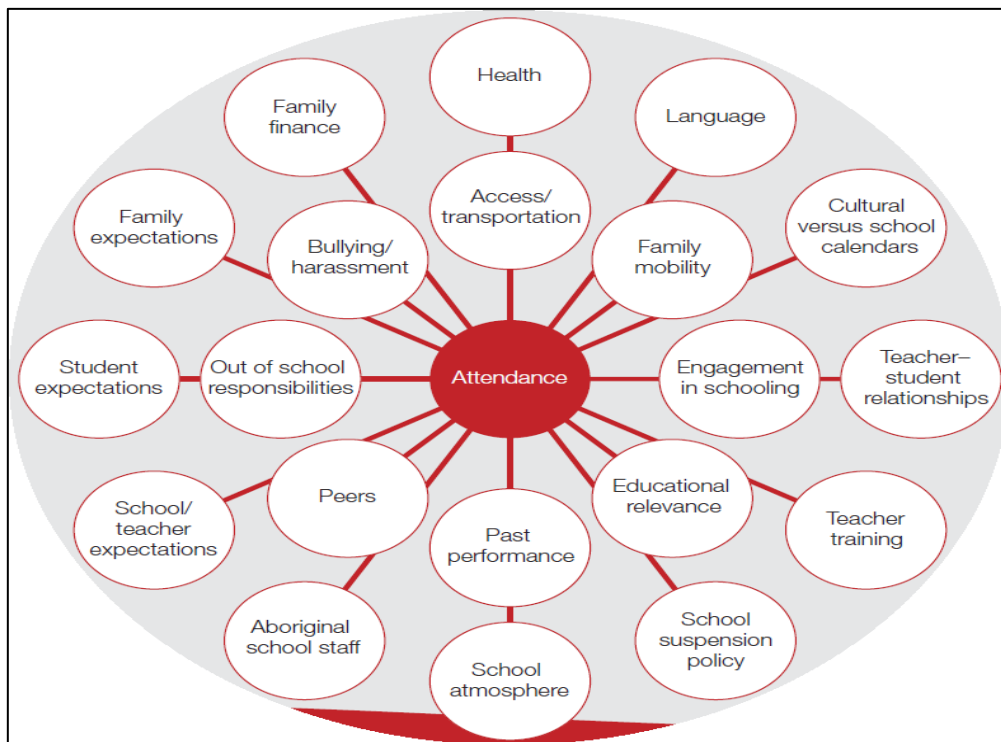 Health
Family
finance
Language
Access/
transportation
Family
expectations
Cultural
versus school
calendars
Bullying/
harassment
Family
mobility
Student
expectations
Out of school
responsibilities
Attendance
Engagement
in schooling
Teacher–
student
relationships
School/
teacher
expectations
Peers
Educational
relevance
Teacher
training
Past
performance
Aboriginal
school staff
School
suspension
policy
School
atmosphere